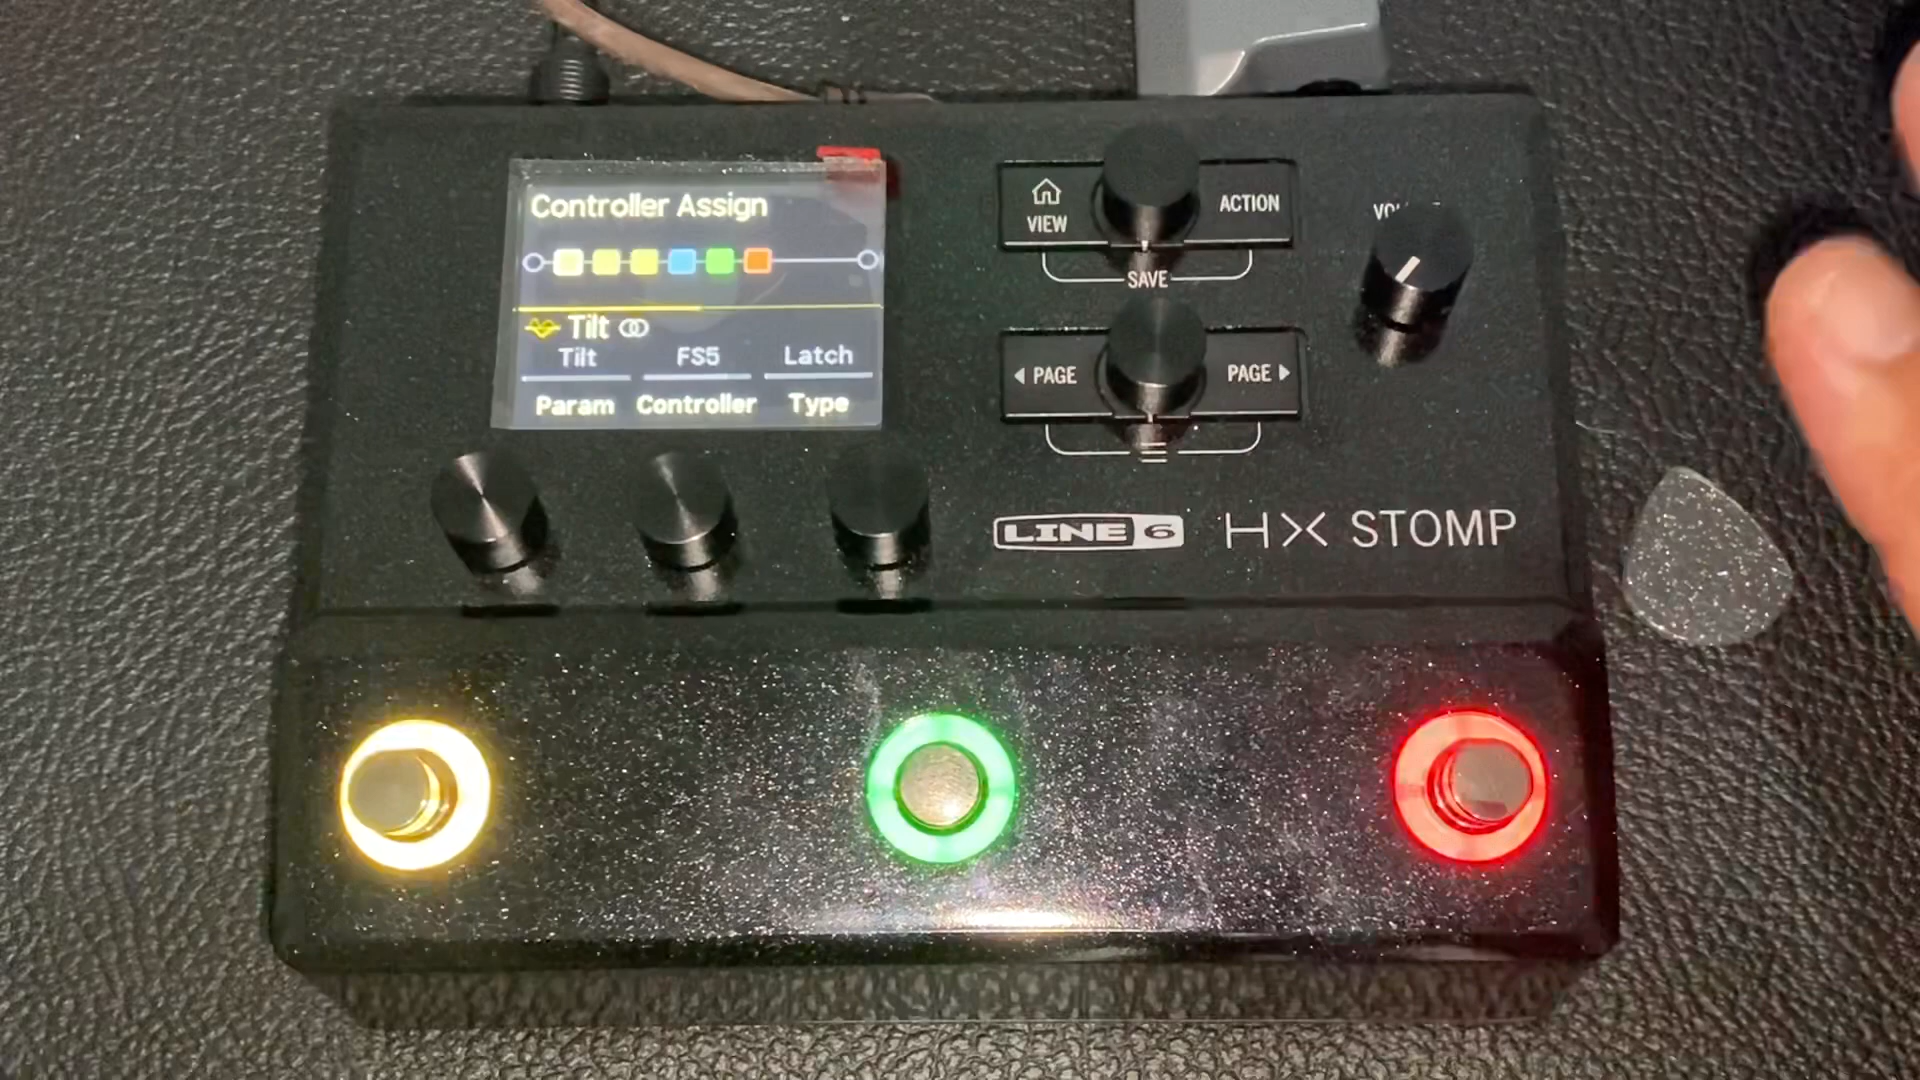 Controller Assign
Tilt
Tilt FS5 Latch
Param Controller Type
VIEW
ACTION
SAVE
PAGE
PAGE
LINE 6 HX STOMP